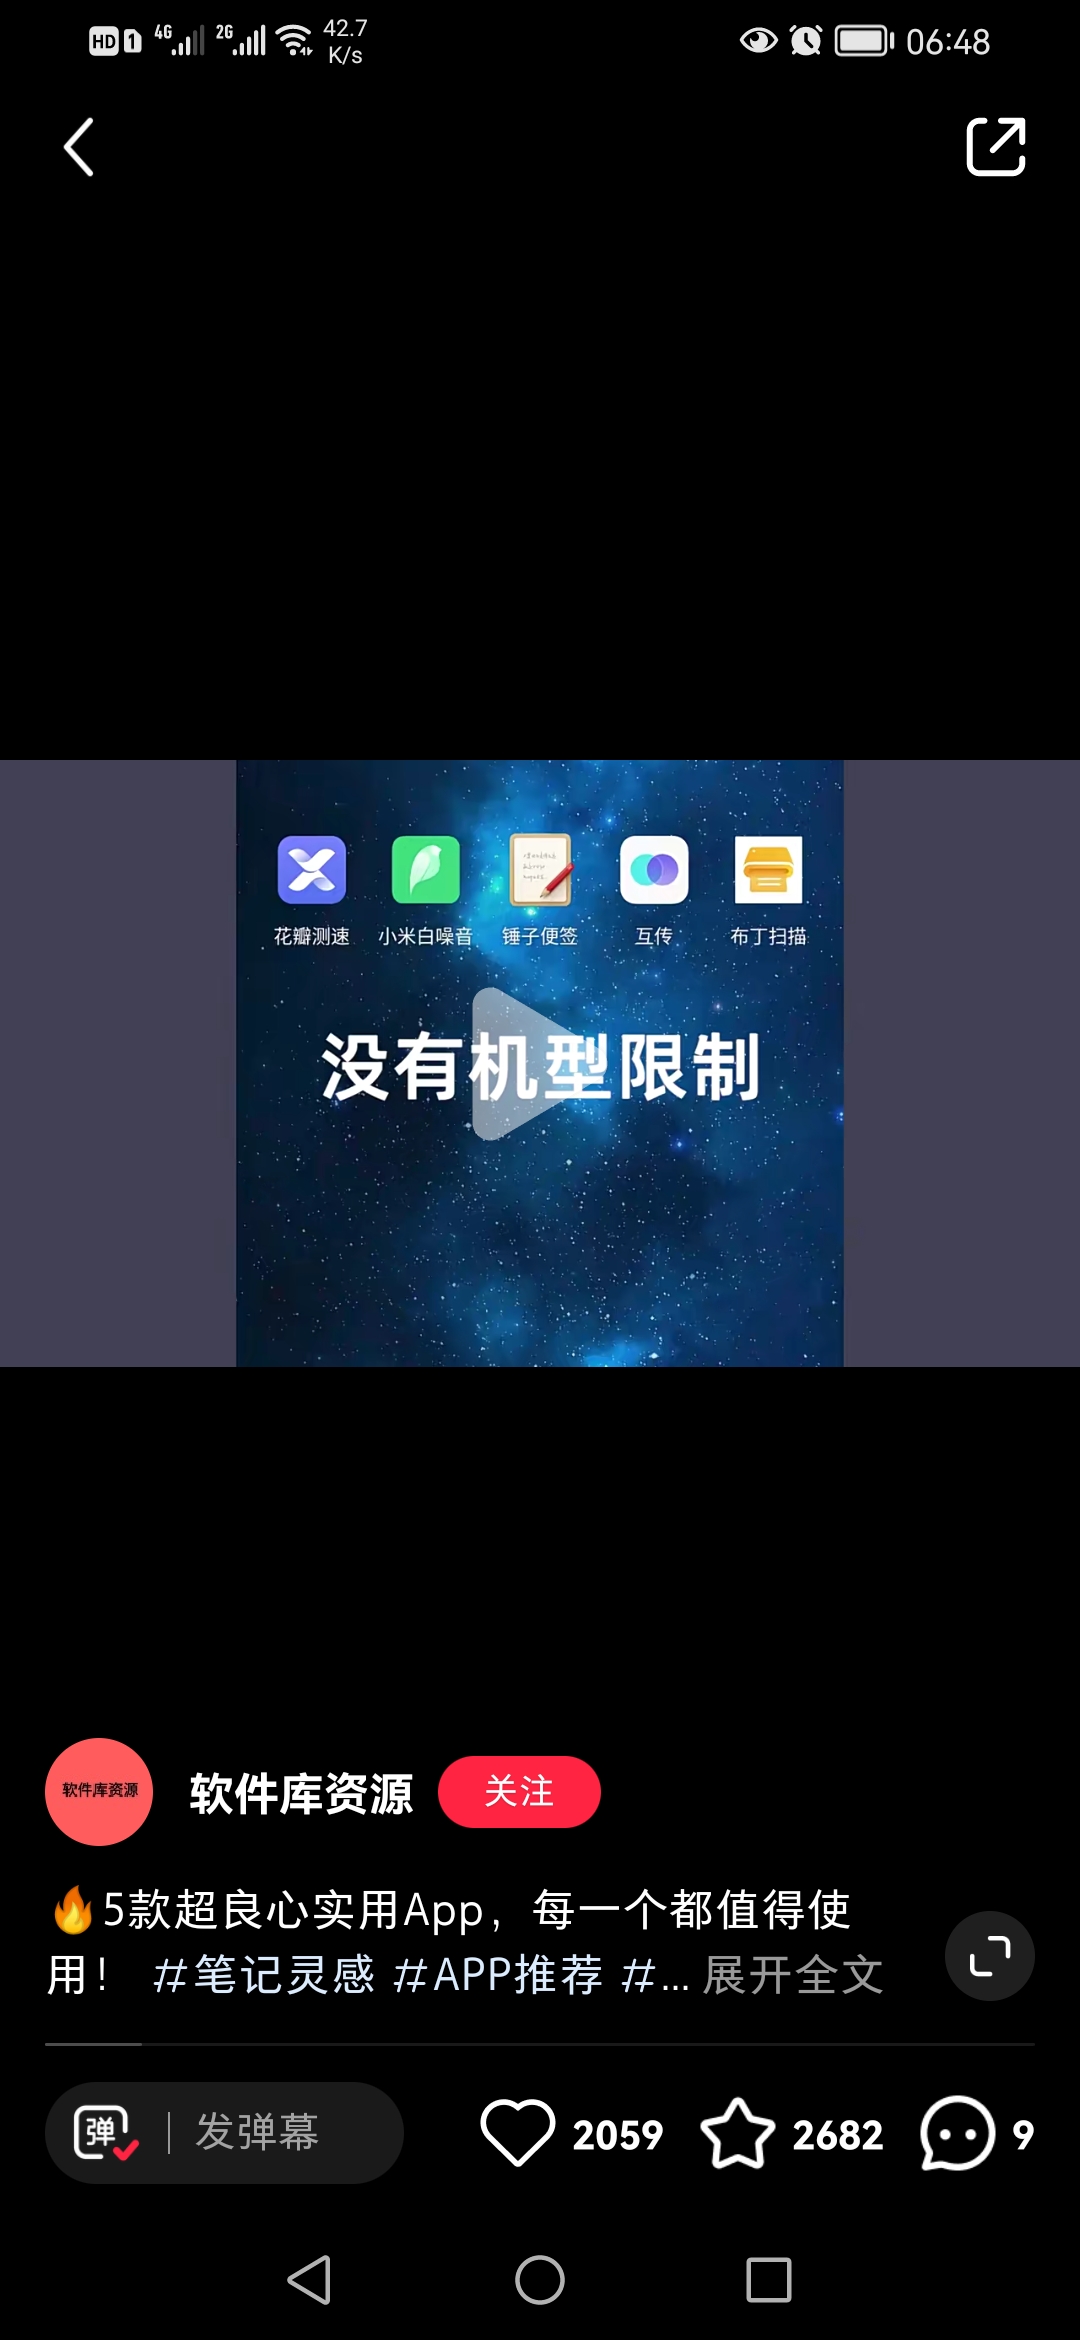 HD 1 4G 2G 42.7 K/s 06:48
花瓣测速 小米白噪音 锤子便签 互传 布丁扫描
没有机型限制
软件库资源 软件库资源 关注
🔥5款超良心实用App，每一个都值得使
用！ #笔记灵感 #APP推荐 #... 展开全文
弹 发弹幕 2059 2682 9